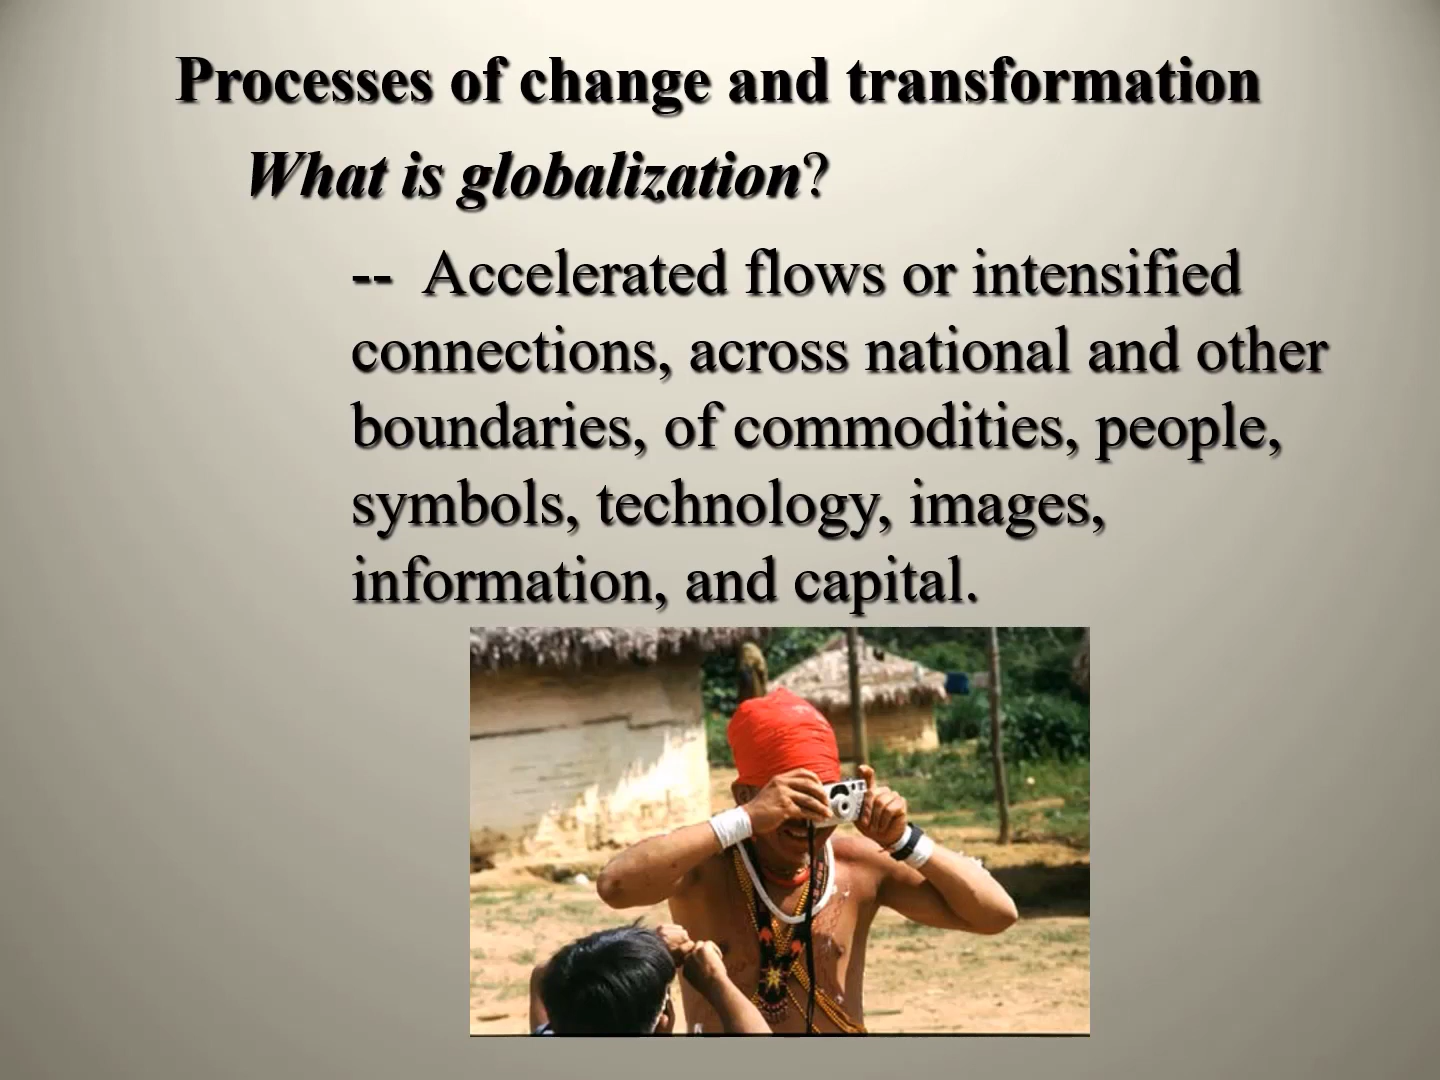 Processes of change and transformation
What is globalization?
-- Accelerated flows or intensified
connections, across national and other
boundaries, of commodities, people,
symbols, technology, images,
information, and capital.